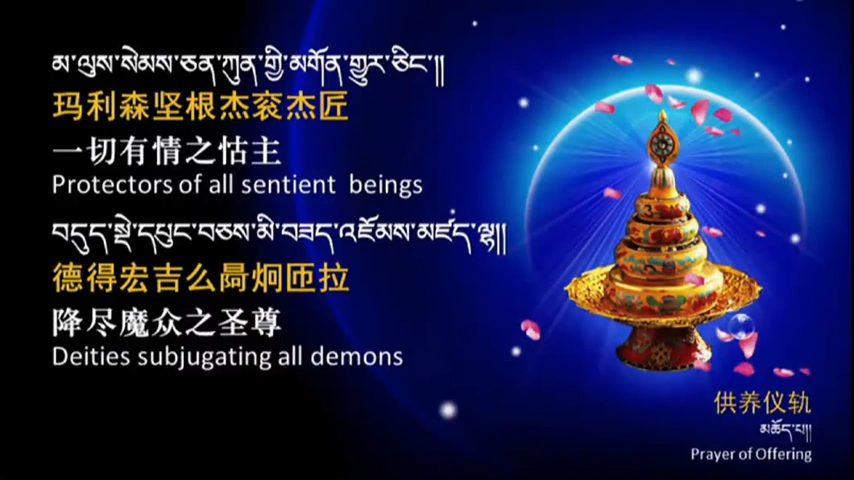 མ་ལུས་སེམས་ཅན་ཀུན་གྱི་མགོན་གྱུར་ཅིང་།།
玛利森坚根杰衮杰匠
一切有情之怙主
Protectors of all sentient beings
བདུད་སྡེ་དཔུང་བཅས་མི་བཟད་འཇོམས་མཛད་ལྷ།།
德得宏吉么咼炯匝拉
降尽魔众之圣尊
Deities subjugating all demons
供养仪轨
མཆོད་པ།།
Prayer of Offering